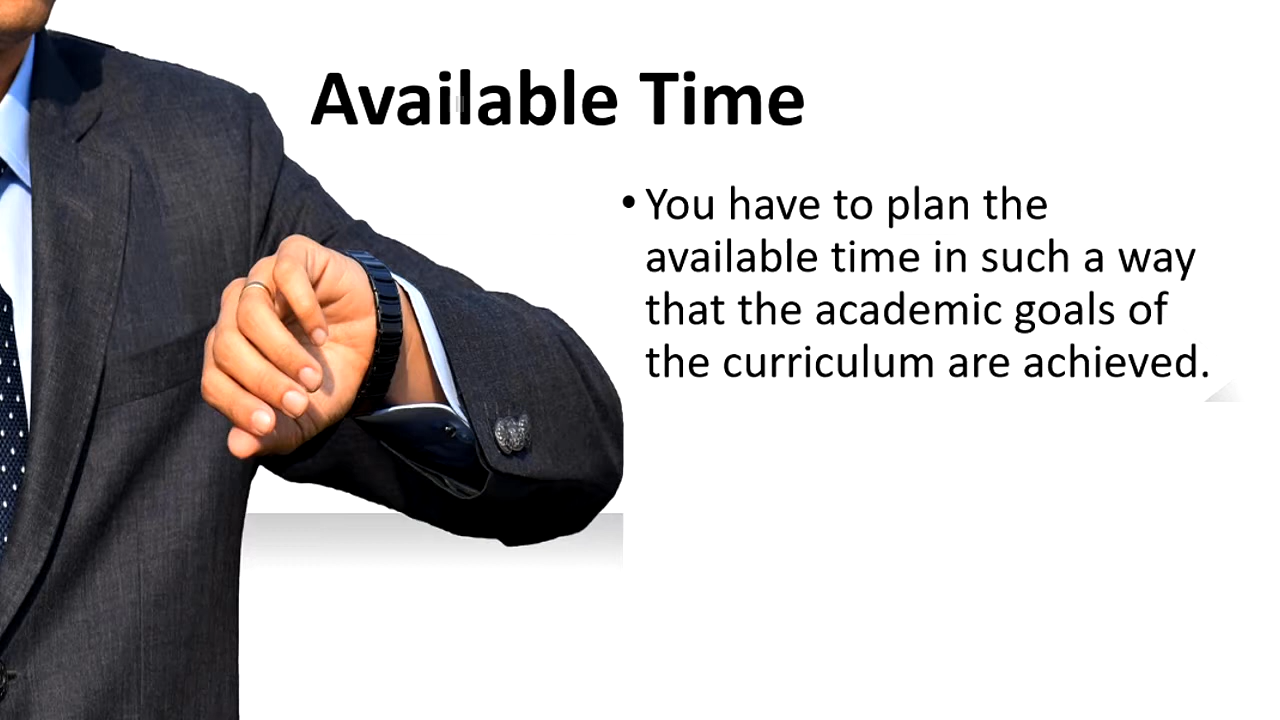 Available Time
• You have to plan the
available time in such a way
that the academic goals of
the curriculum are achieved.